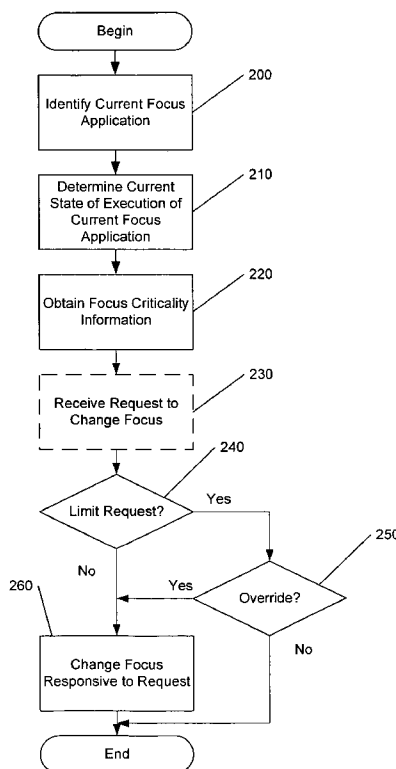 Begin
200
Identify Current Focus
Application
210
Determine Current
State of Execution of
Current Focus
Application
220
Obtain Focus Criticality
Information
230
Receive Request to
Change Focus
240
Limit Request?
Yes
250
No
Yes
Override?
260
No
Change Focus
Responsive to Request
End